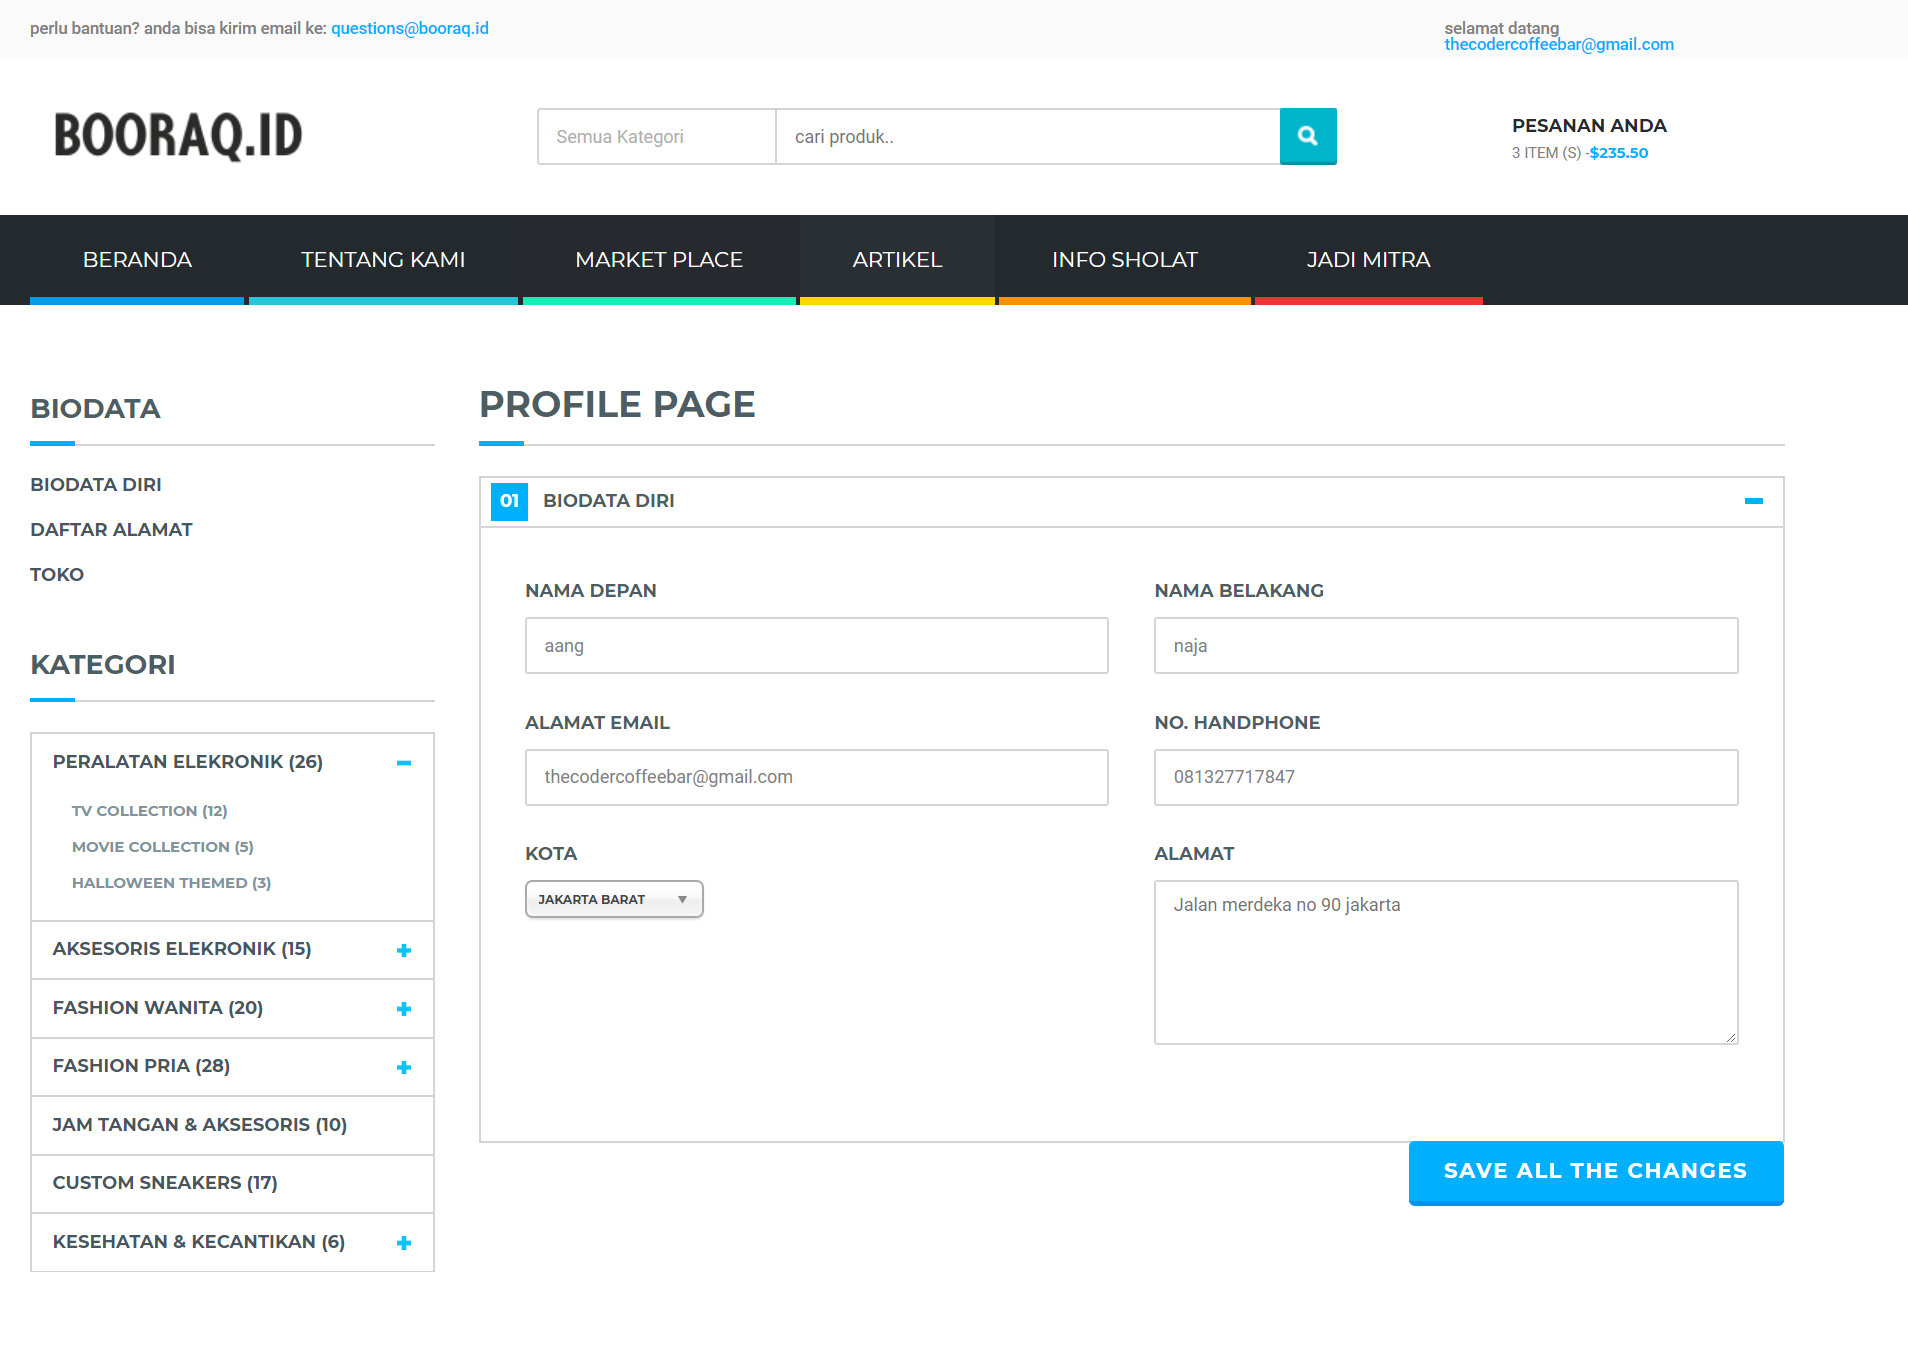 perlu bantuan? anda bisa kirim email ke: questions@booraq.id
selamat datang
thecodercoffeebar@gmail.com
BOORAQ.ID
Semua Kategori
cari produk..
PESANAN ANDA
3 ITEM (S) -$235.50
BERANDA
TENTANG KAMI
MARKET PLACE
ARTIKEL
INFO SHOLAT
JADI MITRA
BIODATA
BIODATA DIRI
DAFTAR ALAMAT
TOKO
KATEGORI
PERALATAN ELEKRONIK (26)
TV COLLECTION (12)
MOVIE COLLECTION (5)
HALLOWEEN THEMED (3)
AKSESORIS ELEKRONIK (15)
FASHION WANITA (20)
FASHION PRIA (28)
JAM TANGAN & AKSESORIS (10)
CUSTOM SNEAKERS (17)
KESEHATAN & KECANTIKAN (6)
PROFILE PAGE
01 BIODATA DIRI
NAMA DEPAN
aang
NAMA BELAKANG
naja
ALAMAT EMAIL
thecodercoffeebar@gmail.com
NO. HANDPHONE
081327717847
KOTA
JAKARTA BARAT
ALAMAT
Jalan merdeka no 90 jakarta
SAVE ALL THE CHANGES